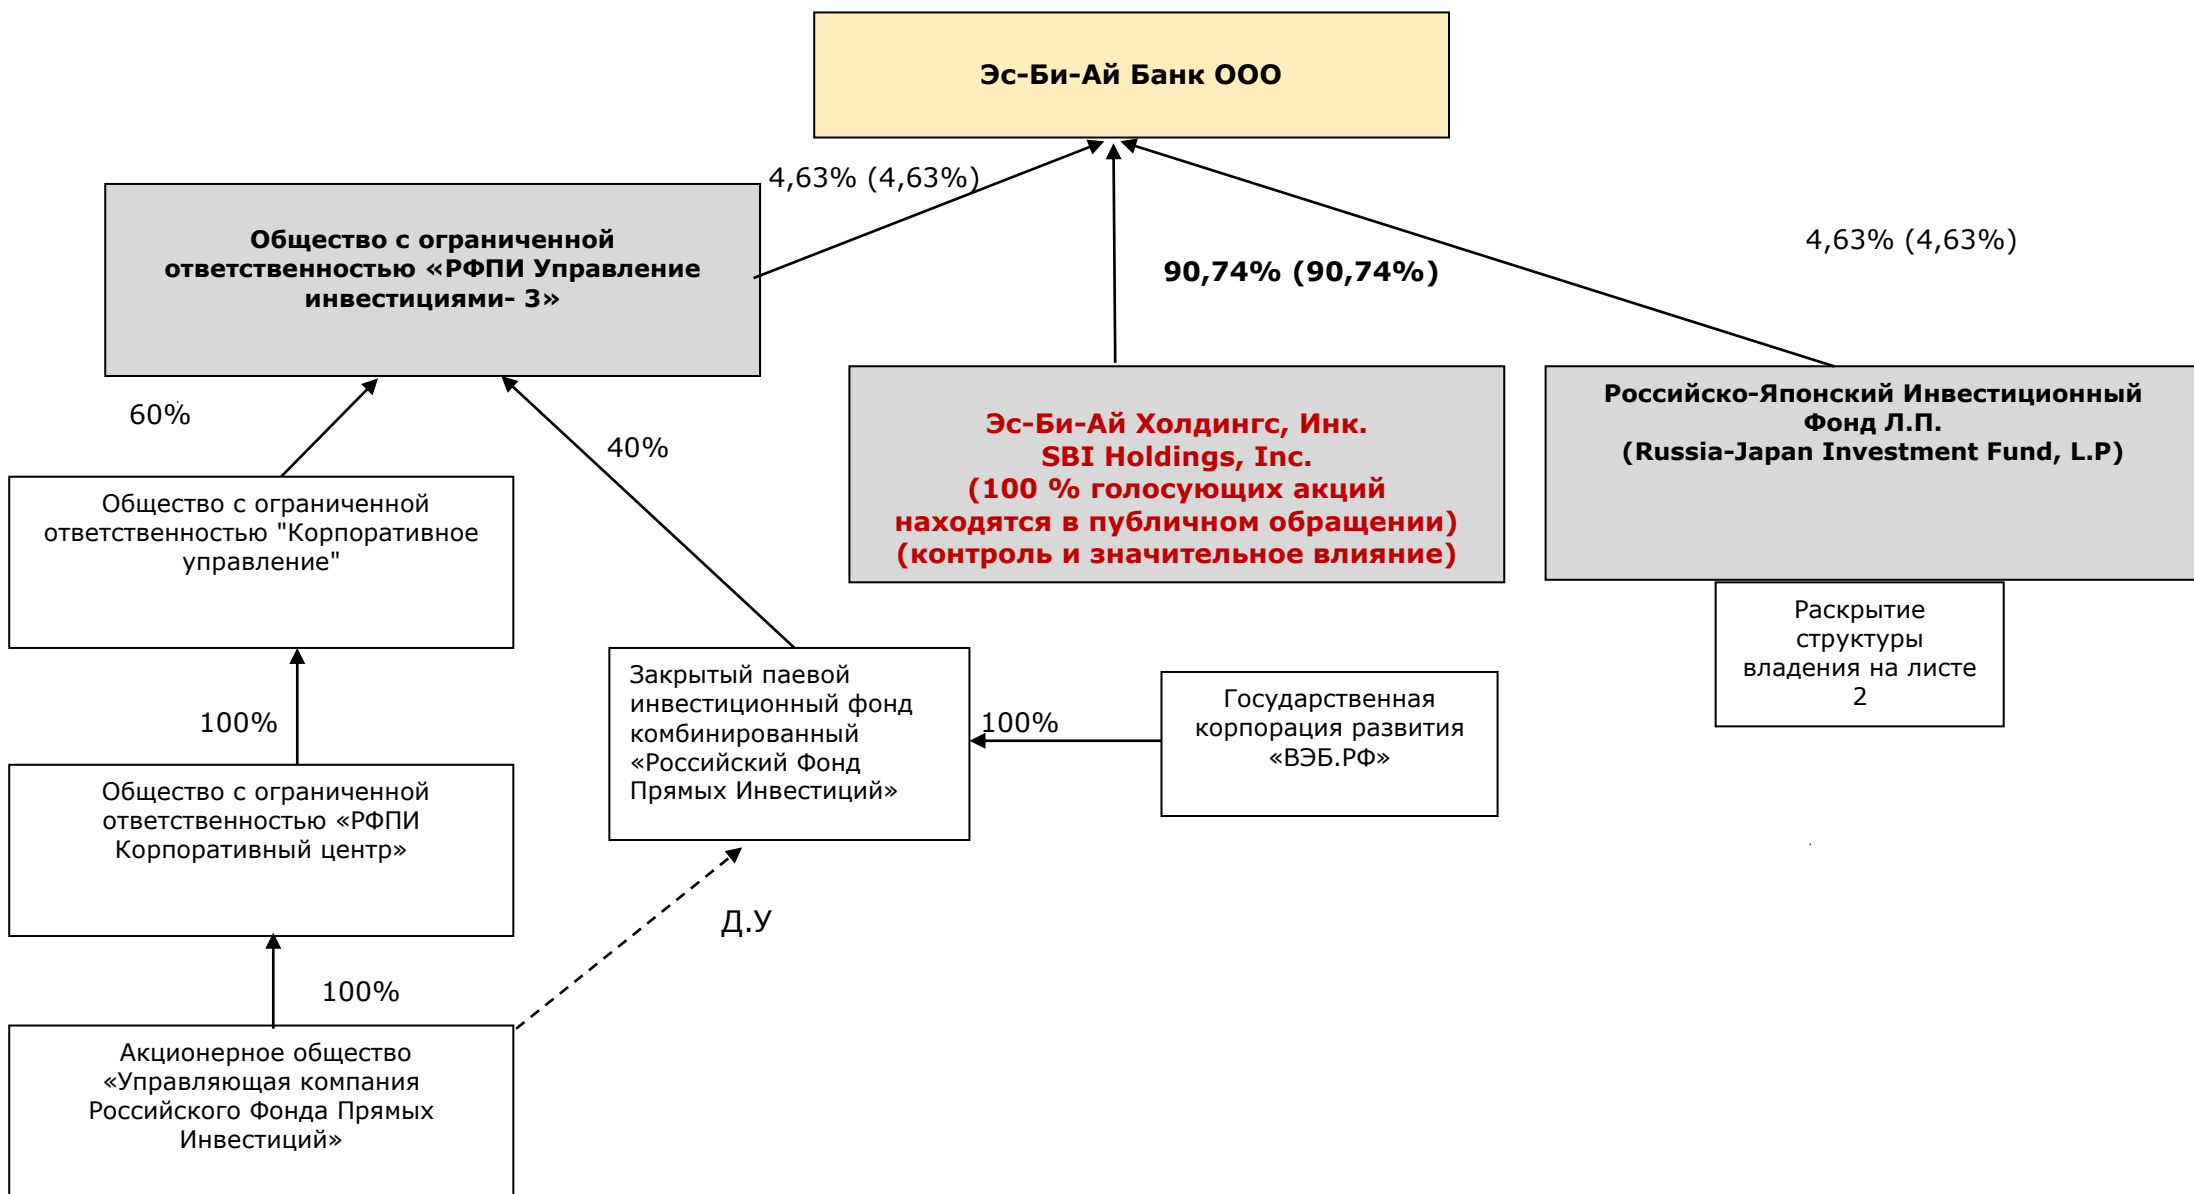 Эс-Би-Ай Банк ООО
4,63% (4,63%)
Общество с ограниченной
ответственностью «РФПИ Управление
инвестициями- 3»
4,63% (4,63%)
90,74% (90,74%)
60%
40%
Эс-Би-Ай Холдингс, Инк.
SBI Holdings, Inc.
(100 % голосующих акций
находятся в публичном обращении)
(контроль и значительное влияние)
Российско-Японский Инвестиционный
Фонд Л.П.
(Russia-Japan Investment Fund, L.P)
Общество с ограниченной
ответственностью "Корпоративное
управление"
Раскрытие
структуры
владения на листе
2
100%
Закрытый паевой
инвестиционный фонд
комбинированный
«Российский Фонд
Прямых Инвестиций»
100%
Государственная
корпорация развития
«ВЭБ.РФ»
Общество с ограниченной
ответственностью «РФПИ
Корпоративный центр»
Д.У
100%
Акционерное общество
«Управляющая компания
Российского Фонда Прямых
Инвестиций»